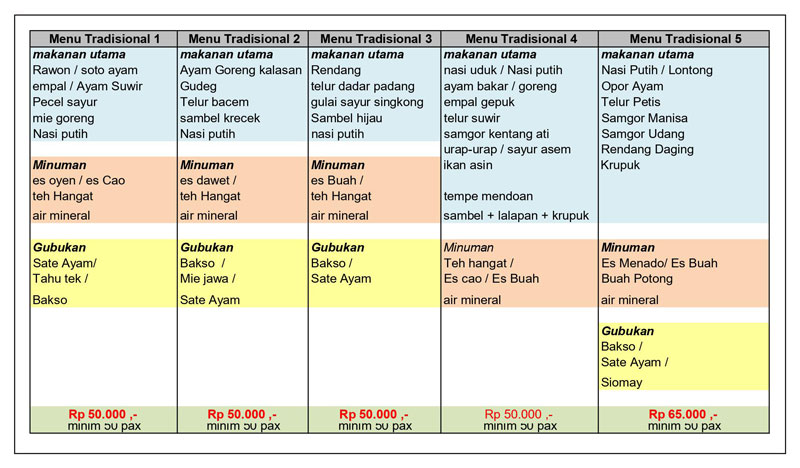 Menu Tradisional 1
makanan utama
Rawon / soto ayam
empal / Ayam Suwir
Pecel sayur
mie goreng
Nasi putih
Minuman
es oyen / es Cao
teh Hangat
air mineral
Gubukan
Sate Ayam/
Tahu tek /
Bakso
Rp 50.000 ,-
minim 50 pax
Menu Tradisional 2
makanan utama
Ayam Goreng kalasan
Gudeg
Telur bacem
sambel krecek
Nasi putih
Minuman
es dawet /
teh Hangat
air mineral
Gubukan
Bakso /
Mie jawa /
Sate Ayam
Rp 50.000 ,-
minim 50 pax
Menu Tradisional 3
makanan utama
Rendang
telur dadar padang
gulai sayur singkong
Sambel hijau
nasi putih
Minuman
es Buah /
teh Hangat
air mineral
Gubukan
Bakso /
Sate Ayam
Rp 50.000 ,-
minim 50 pax
Menu Tradisional 4
makanan utama
nasi uduk / Nasi putih
ayam bakar / goreng
empal gepuk
telur suwir
samgor kentang ati
urap-urap / sayur asem
ikan asin
tempe mendoan
sambel + lalapan + krupuk
Minuman
Teh hangat /
Es cao / Es Buah
air mineral
Rp 50.000 ,-
minim 50 pax
Menu Tradisional 5
makanan utama
Nasi Putih / Lontong
Opor Ayam
Telur Petis
Samgor Manisa
Samgor Udang
Rendang Daging
Krupuk
Minuman
Es Menado/ Es Buah
Buah Potong
air mineral
Gubukan
Bakso /
Sate Ayam /
Siomay
Rp 65.000 ,-
minim 50 pax